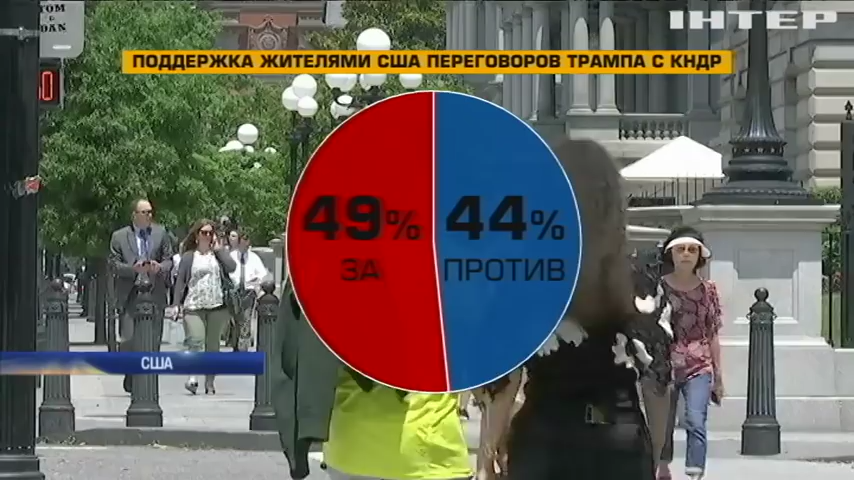 ІНТЕР
ПОДДЕРЖКА ЖИТЕЛЯМИ США ПЕРЕГОВОРОВ ТРАМПА С КНДР
49% 44%
ЗА ПРОТИВ
США